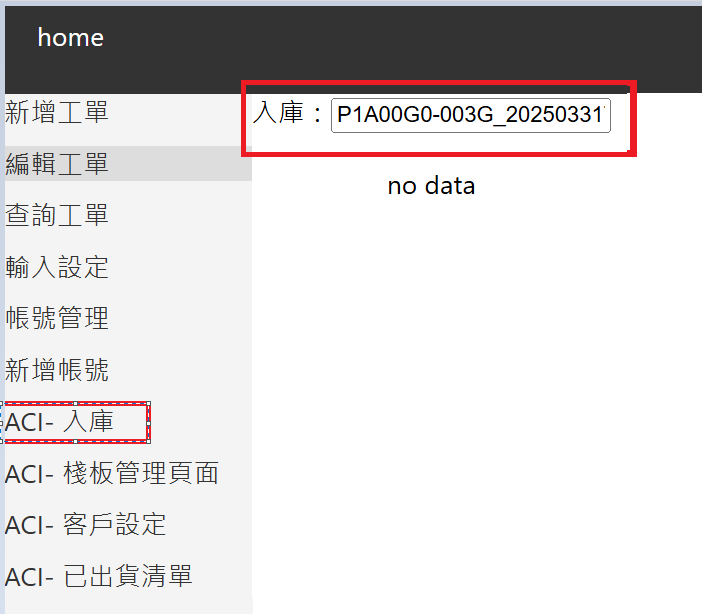 home
新增工單
入庫：P1A00G0-003G_20250331
編輯工單
no data
查詢工單
輸入設定
帳號管理
新增帳號
ACI- 入庫
ACI- 棧板管理頁面
ACI- 客戶設定
ACI- 已出貨清單